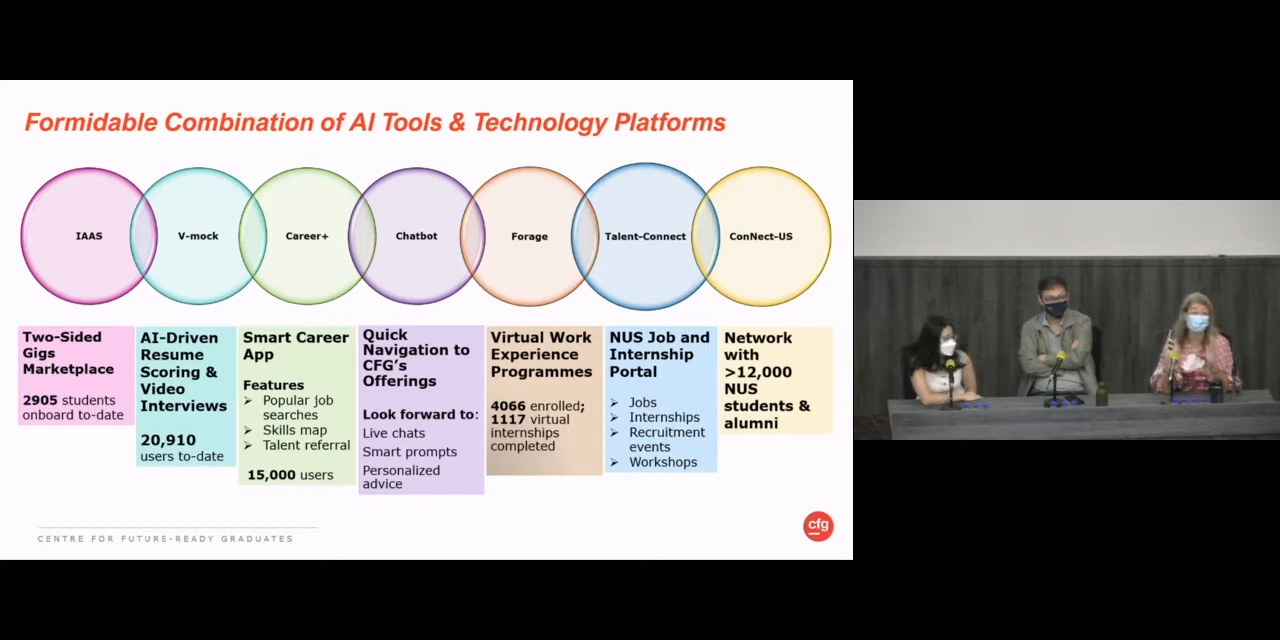 Formidable Combination of AI Tools & Technology Platforms
IAAS
V-mock
Career+
Chatbot
Forage
Talent-Connect
ConNect-US
Two-Sided
Gigs
Marketplace
2905 students
onboard to-date
AI-Driven
Resume
Scoring &
Video
Interviews
20,910
users to-date
Smart Career
App
Features
Popular job
searches
Skills map
Talent referral
15,000 users
Quick
Navigation to
CFG's
Offerings
Look forward to:
Live chats
Smart prompts
Personalized
advice
Virtual Work
Experience
Programmes
4066 enrolled;
1117 virtual
internships
completed
NUS Job and
Internship
Portal
Jobs
Internships
Recruitment
events
Workshops
Network
with
>12,000
NUS
students &
alumni
CENTRE FOR FUTURE-READY GRADUATES
cfg